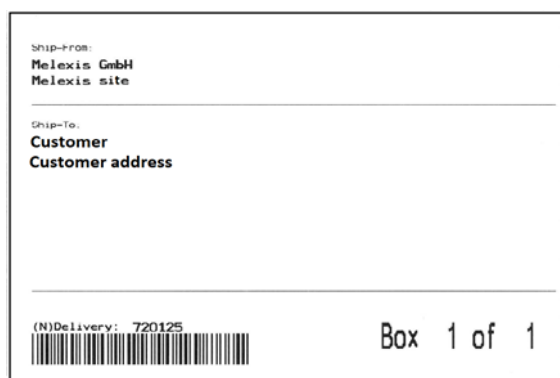 Ship-From:
Melexis GmbH
Melexis site
Ship-To:
Customer
Customer address
(N)Delivery: 720125
Box 1 of 1